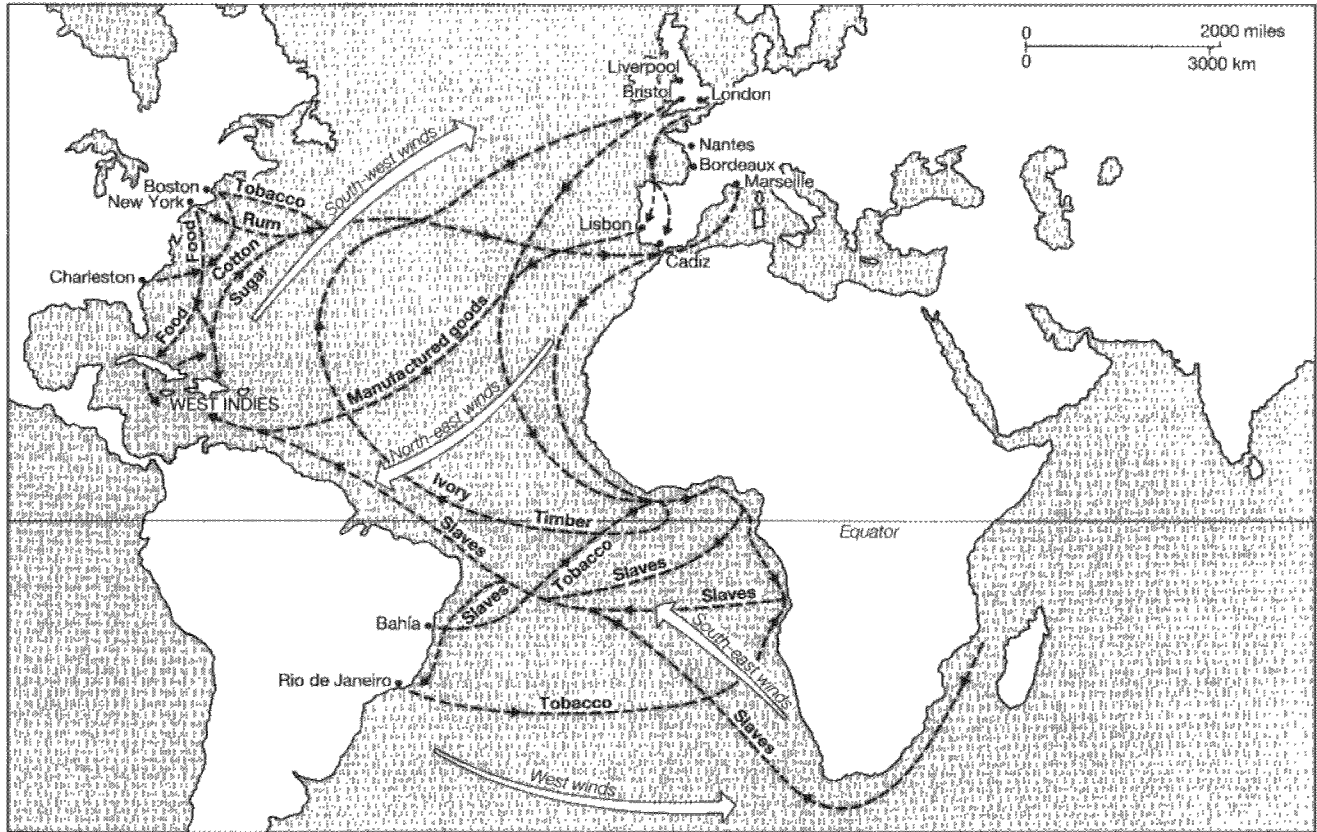 0 2000 miles
0 3000 km
Liverpool
Bristol
London
Nantes
Bordeaux
Marseille
Boston
New York
Tobacco
South-west winds
Rum
Lisbon
Food
Cotton
Cadiz
Charleston
Sugar
Food
Manufactured goods
WEST INDIES
North-east winds
Ivory
Timber
Equator
Slaves
Tobacco
Slaves
Slaves
Slaves
Bahía
South-east winds
Rio de Janeiro
Tobacco
Slaves
West winds